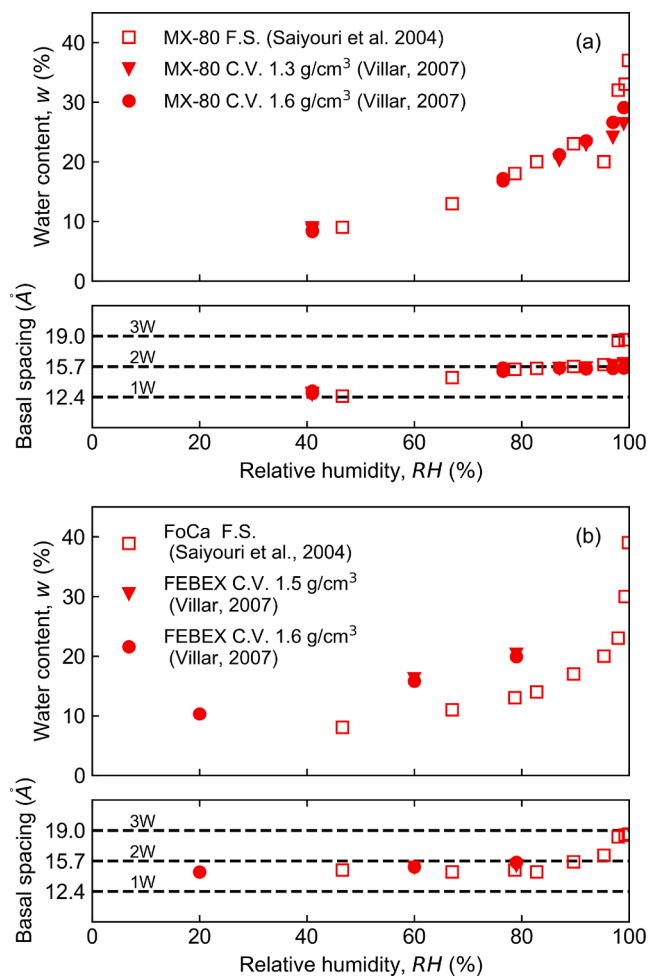 40
30
20
10
0
Water content, w (%)
MX-80 F.S. (Saiyouri et al. 2004)
MX-80 C.V. 1.3 g/cm³ (Villar, 2007)
MX-80 C.V. 1.6 g/cm³ (Villar, 2007)
(a)
19.0
15.7
12.4
Basal spacing (Å)
3W
2W
1W
0 20 40 60 80 100
Relative humidity, RH (%)
40
30
20
10
0
Water content, w (%)
FoCa F.S.
(Saiyouri et al., 2004)
FEBEX C.V. 1.5 g/cm³
(Villar, 2007)
FEBEX C.V. 1.6 g/cm³
(Villar, 2007)
(b)
19.0
15.7
12.4
Basal spacing (Å)
3W
2W
1W
0 20 40 60 80 100
Relative humidity, RH (%)